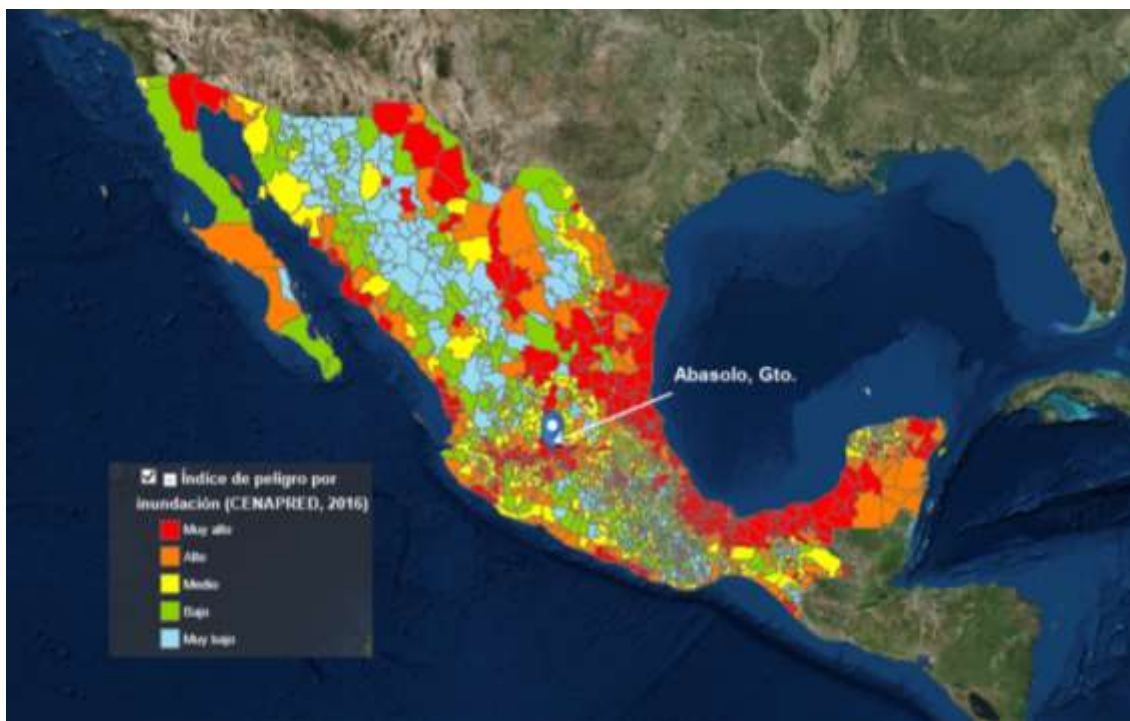 Abasolo, Gto.
Índice de peligro por
inundación (CENAPRED, 2016)
Muy alto
Alto
Medio
Bajo
Muy bajo